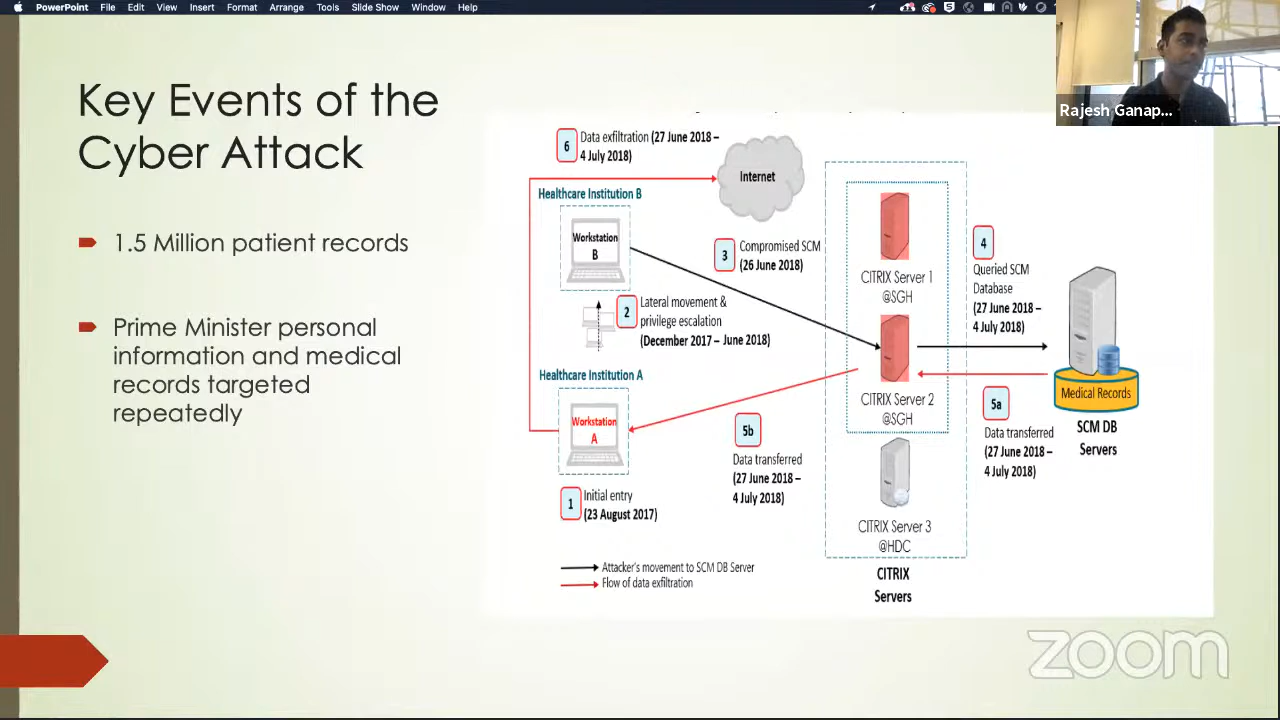 PowerPoint File Edit View Insert Format Arrange Tools Slide Show Window Help
Rajesh Ganap...
Key Events of the
Cyber Attack
1.5 Million patient records
Prime Minister personal
information and medical
records targeted
repeatedly
6
Data exfiltration (27 June 2018 –
4 July 2018)
Internet
Healthcare Institution B
Workstation
B
3
Compromised SCM
(26 June 2018)
2
Lateral movement &
privilege escalation
(December 2017 – June 2018)
Healthcare Institution A
Workstation
A
1
Initial entry
(23 August 2017)
5b
Data transferred
(27 June 2018 –
4 July 2018)
CITRIX Server 1
@SGH
CITRIX Server 2
@SGH
CITRIX Server 3
@HDC
CITRIX
Servers
4
Queried SCM
Database
(27 June 2018 –
4 July 2018)
5a
Data transferred
(27 June 2018 –
4 July 2018)
Medical Records
SCM DB
Servers
Attacker's movement to SCM DB Server
Flow of data exfiltration
zoom